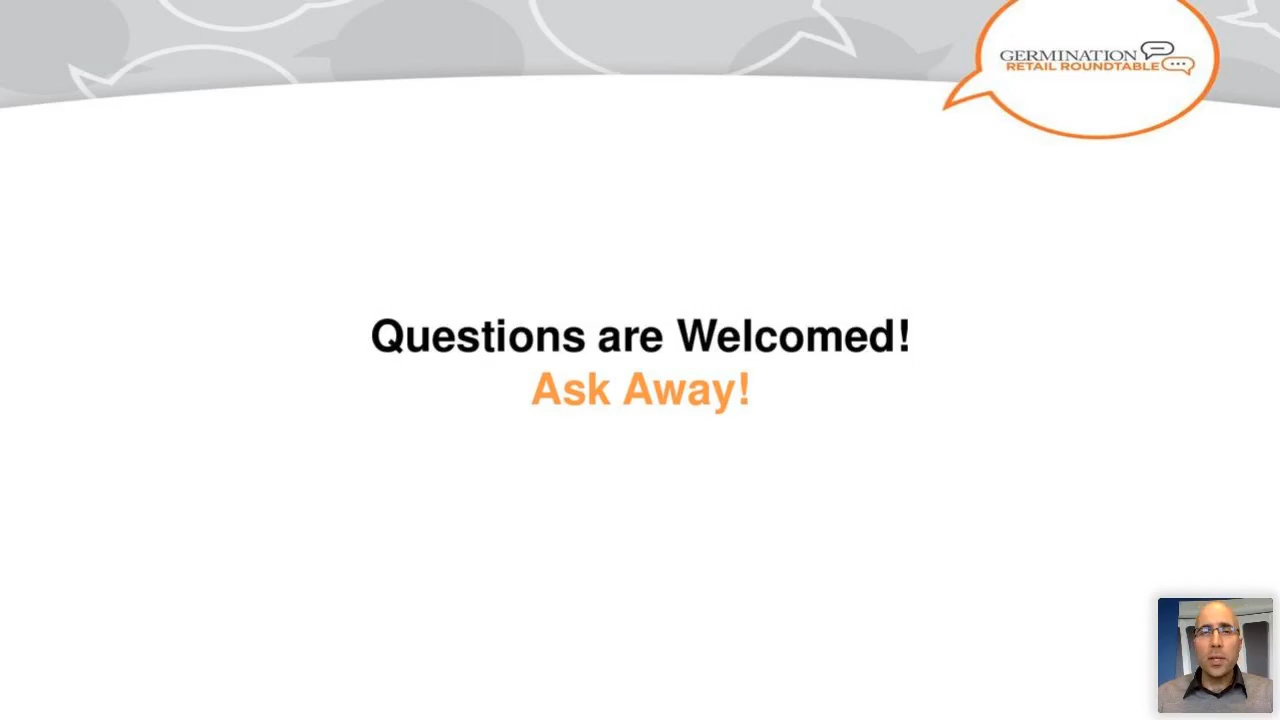 GERMINATION
RETAIL ROUNDTABLE
Questions are Welcomed!
Ask Away!